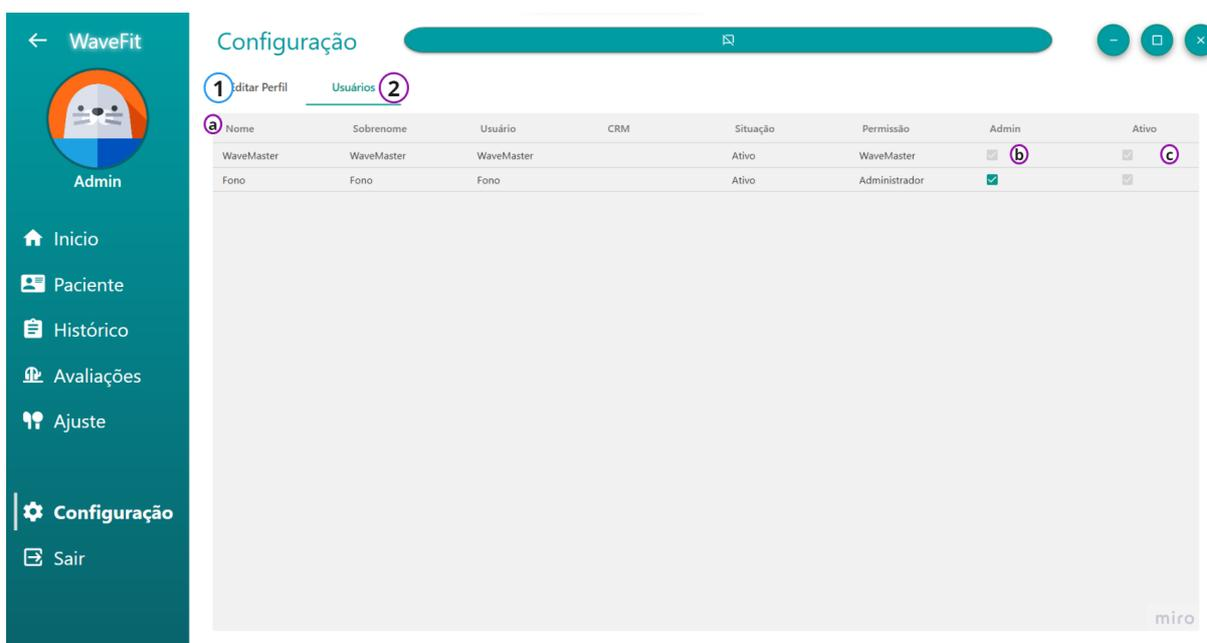 WaveFit
Admin
Inicio
Paciente
Histórico
Avaliações
Ajuste
Configuração
Sair
Configuração
1 Editar Perfil Usuários 2
a Nome Sobrenome Usuário CRM Situação Permissão Admin Ativo
WaveMaster WaveMaster WaveMaster Ativo WaveMaster b c
Fono Fono Fono Ativo Administrador
miro